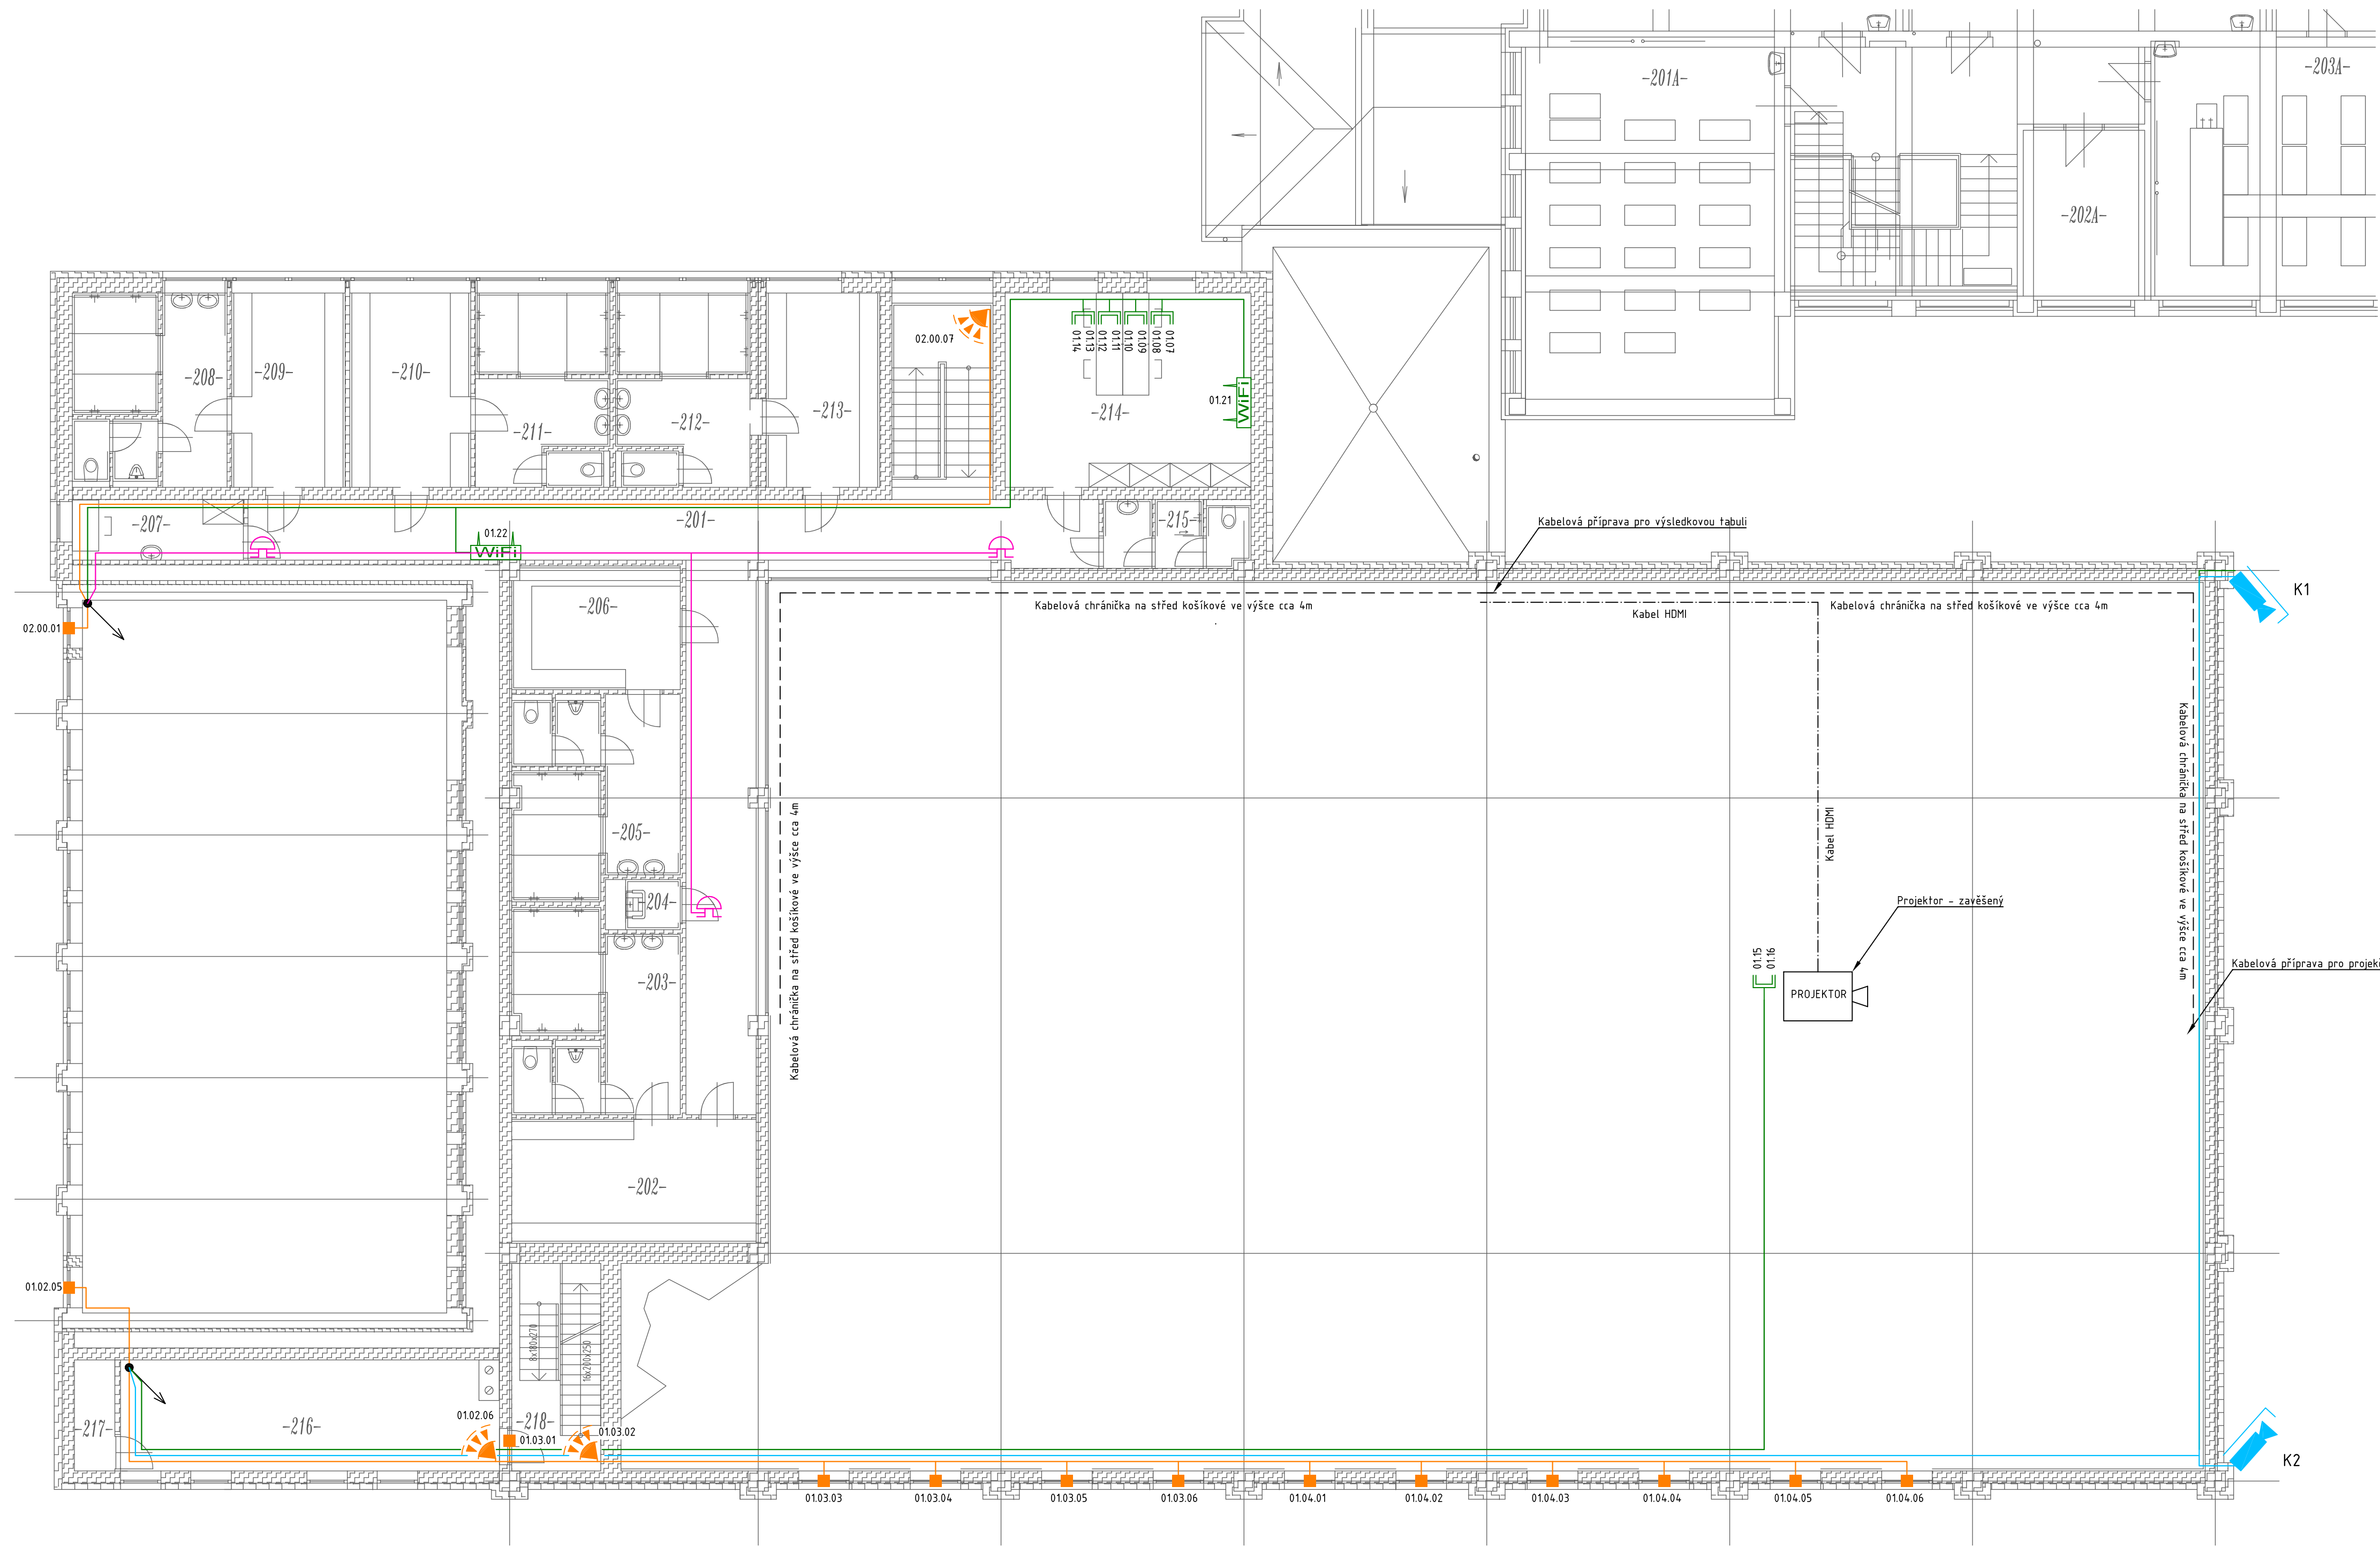 -201A-
-203A-
-202A-
02.00.07
01.14
01.13
01.12
01.11
01.10
01.09
01.08
01.07
-208-
-209-
-210-
-211-
-212-
-213-
-214-
01.21
WiFi
-207-
-201-
-215-
01.22
WiFi
Kabelová příprava pro výsledkovou tabuli
K1
02.00.01
-206-
Kabelová chránička na střed košíkové ve výšce cca 4m
Kabel HDMI
Kabelová chránička na střed košíkové ve výšce cca 4m
Kabelová chránička na střed košíkové ve výšce cca 4m
Kabelová chránička na střed košíkové ve výšce cca 4m
Kabel HDMI
-205-
-204-
-203-
Projektor - zavěšený
01.15
01.16
PROJEKTOR
Kabelová příprava pro
-202-
01.02.05
8x180x270
16x200x250
-217-
-216-
01.02.06
-218-
01.03.01
01.03.02
K2
01.03.03
01.03.04
01.03.05
01.03.06
01.04.01
01.04.02
01.04.03
01.04.04
01.04.05
01.04.06